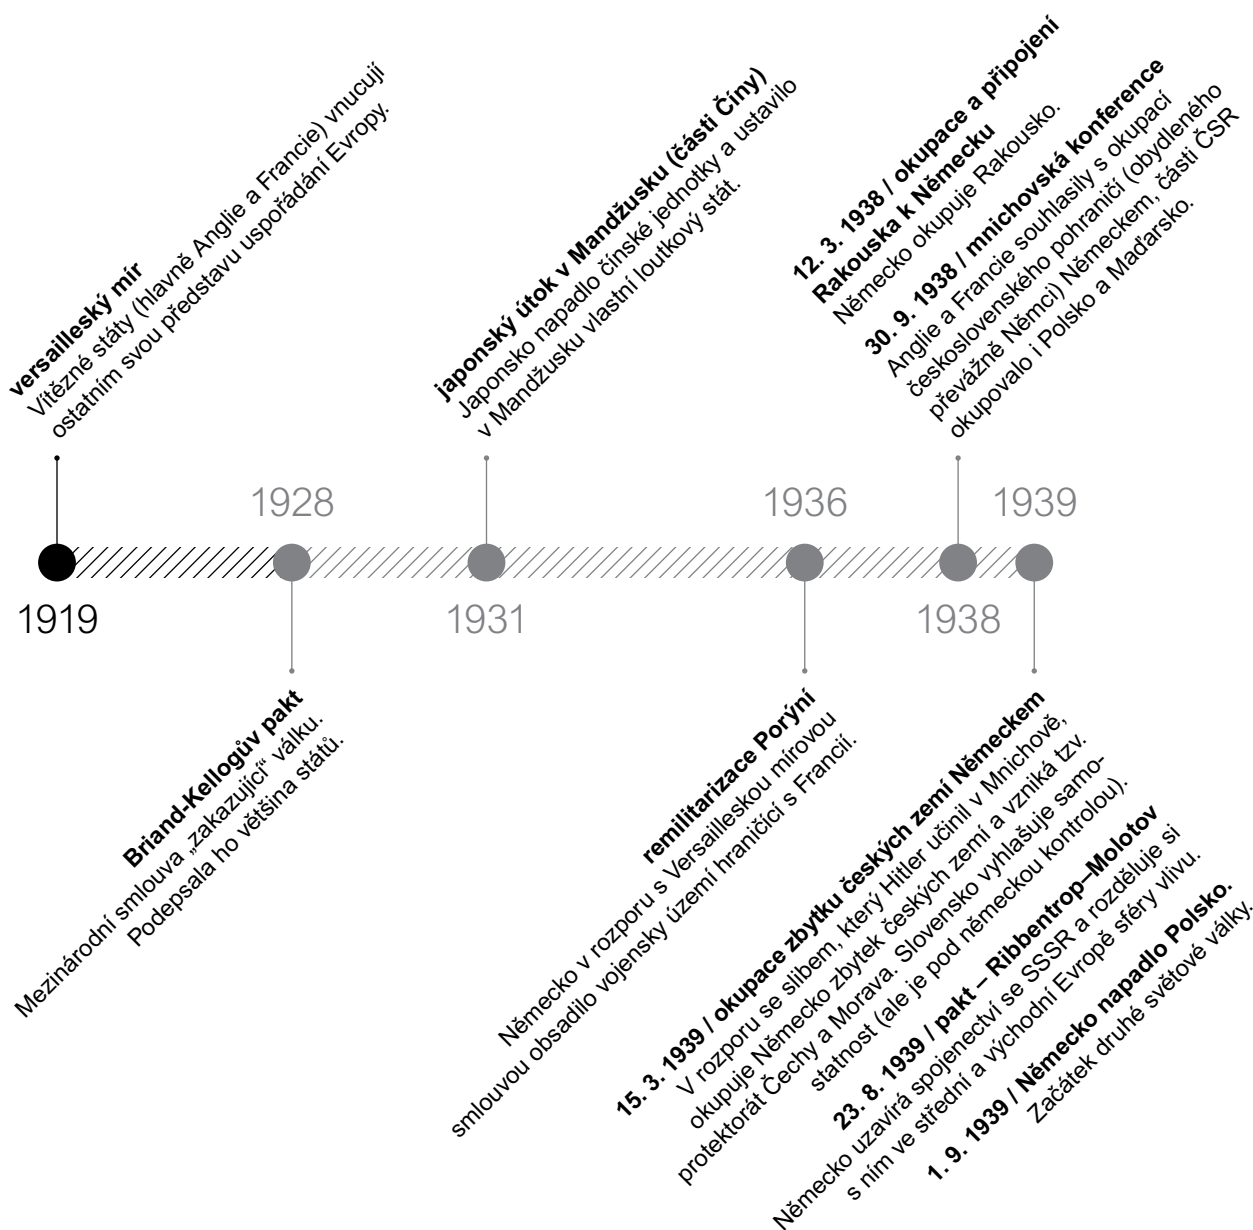 versailleský mír
Vítězné státy (hlavně Anglie a Francie) vnucují
ostatním svou představu uspořádání Evropy.
japonský útok v Mandžusku (části Číny)
Japonsko napadlo čínské jednotky a ustavilo
v Mandžusku vlastní loutkový stát.
12. 3. 1938 / okupace a připojení
Rakouska k Německu
Německo okupuje Rakousko.
30. 9. 1938 / mnichovská konference
Anglie a Francie souhlasily s okupací
československého pohraničí (obydleného
převážně Němci) Německem, části ČSR
okupovalo i Polsko a Maďarsko.
1928
1936
1939
1919
1931
1938
Briand-Kellogův pakt
Mezinárodní smlouva „zakazující“ válku.
Podepsala ho většina států.
remilitarizace Porýní
Německo v rozporu s Versailleskou mírovou
smlouvou obsadilo vojensky území hraničící s Francií.
15. 3. 1939 / okupace zbytku českých zemí Německem
V rozporu se slibem, který Hitler učinil v Mnichově,
okupuje Německo zbytek českých zemí a vzniká tzv.
protektorát Čechy a Morava. Slovensko vyhlašuje samo-
statnost (ale je pod německou kontrolou).
23. 8. 1939 / pakt – Ribbentrop–Molotov
Německo uzavírá spojenectví se SSSR a rozděluje si
s ním ve střední a východní Evropě sféry vlivu.
1. 9. 1939 / Německo napadlo Polsko.
Začátek druhé světové války.